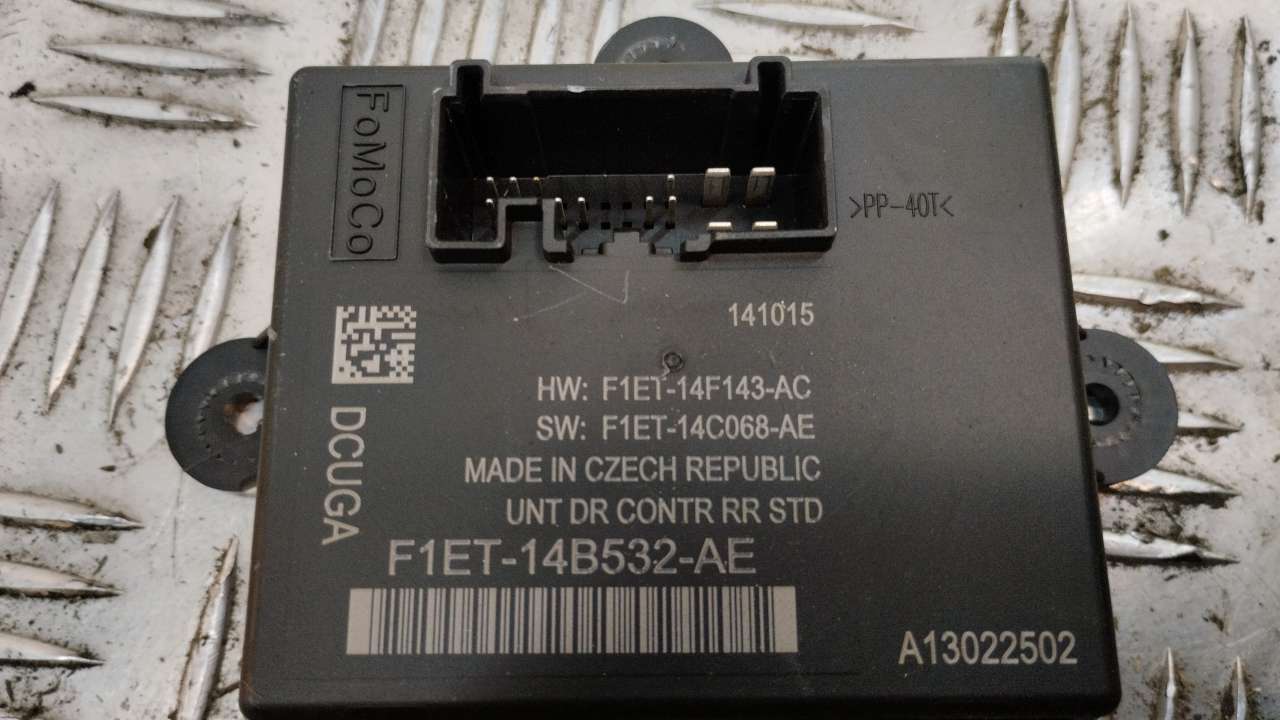 FoMoCo
>PP-40T<
141015
HW: F1ET-14F143-AC
SW: F1ET-14C068-AE
MADE IN CZECH REPUBLIC
UNT DR CONTR RR STD
DCUGA
F1ET-14B532-AE
A13022502